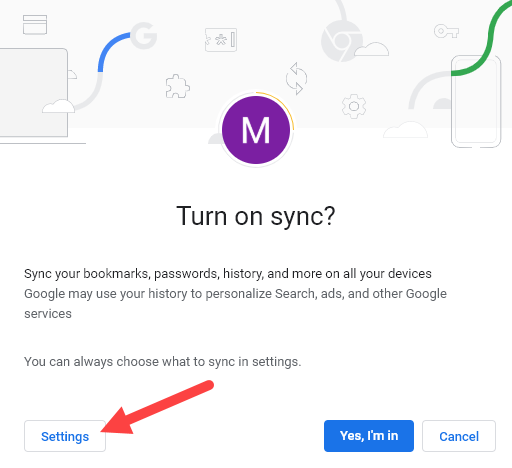 M
Turn on sync?
Sync your bookmarks, passwords, history, and more on all your devices
Google may use your history to personalize Search, ads, and other Google
services
You can always choose what to sync in settings.
Settings
Yes, I'm in
Cancel